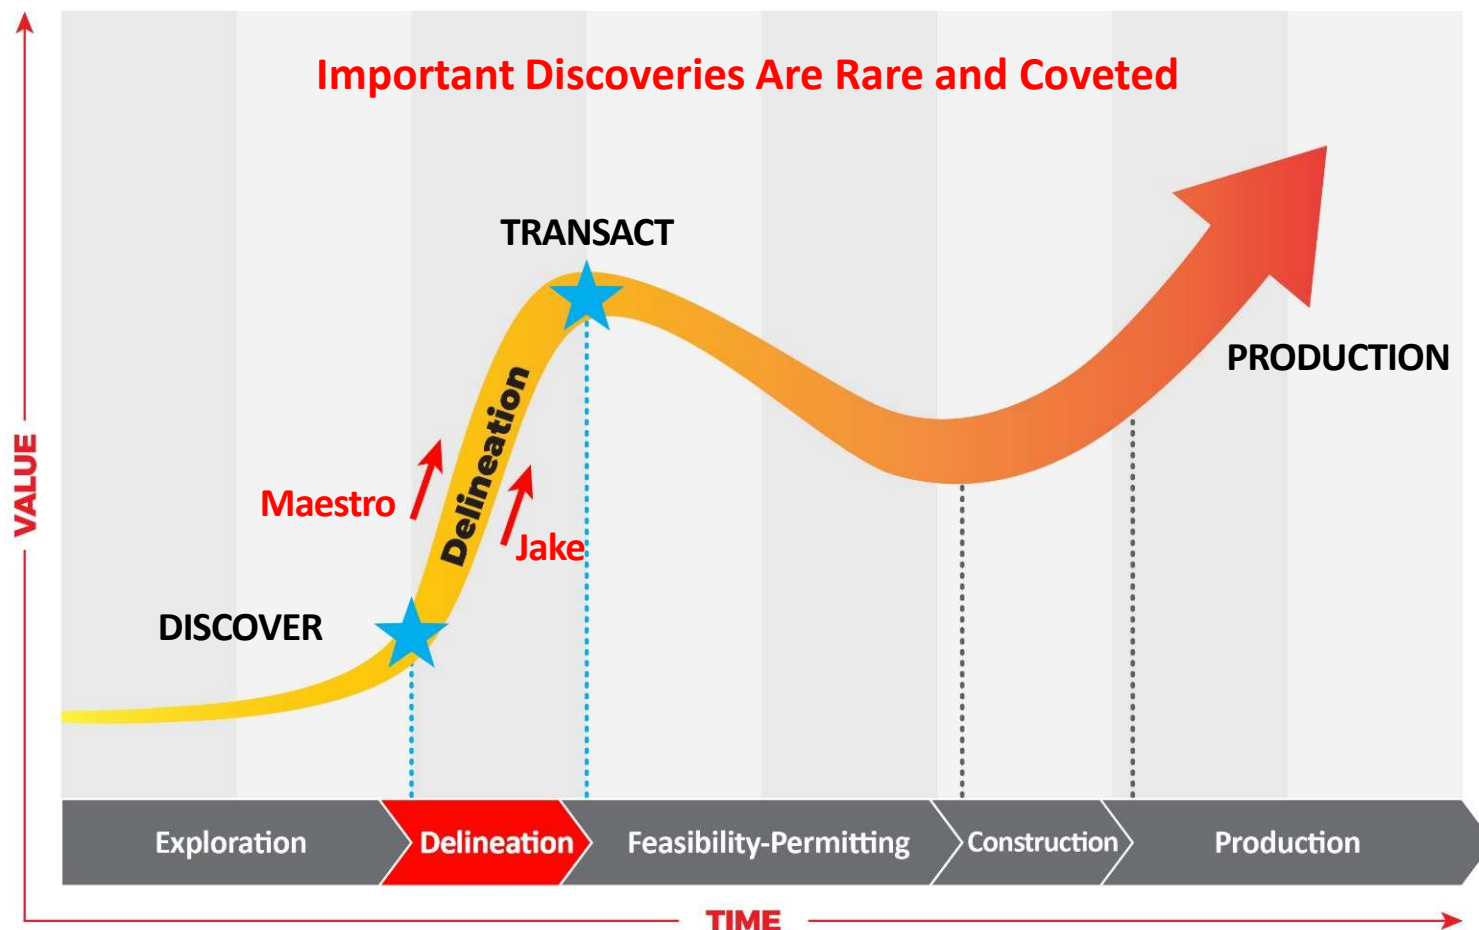 Important Discoveries Are Rare and Coveted
TRANSACT
PRODUCTION
Delineation
VALUE
Maestro
Jake
DISCOVER
Exploration
Delineation
Feasibility-Permitting
Construction
Production
TIME